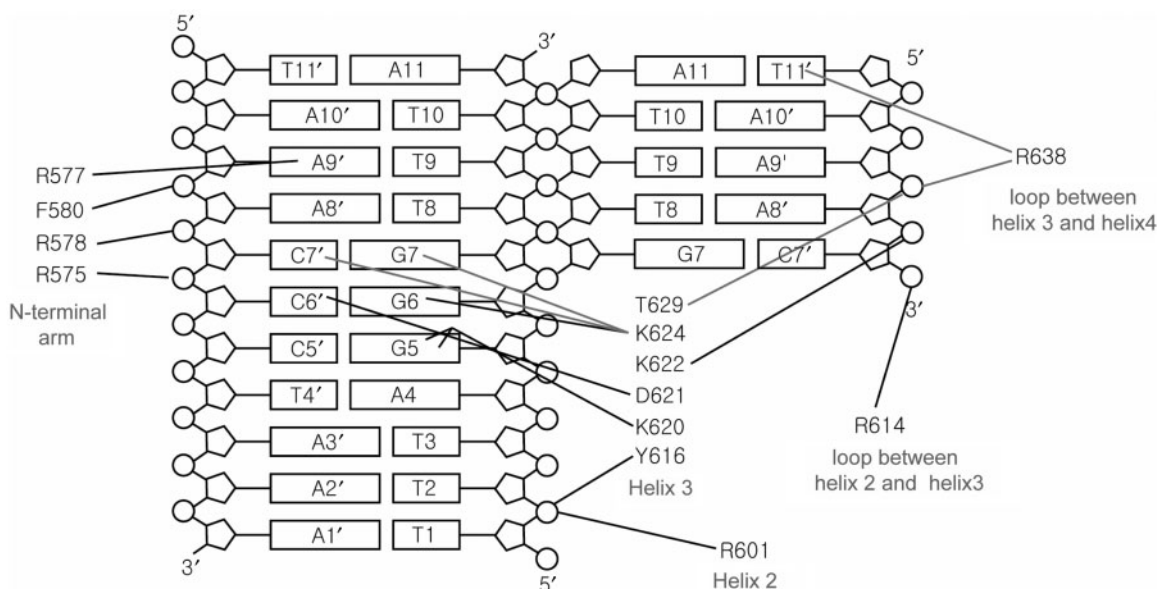 5′ 3′ 5′
T11′ A11 A11 T11′
A10′ T10 T10 A10′
R577 A9′ T9 T9 A9' R638
F580 A8′ T8 T8 A8′ loop between
helix 3 and helix4
R578
R575 C7′ G7 G7 C7′
N-terminal
arm
C6′ G6 T629 3′
K624
C5′ G5 K622
T4′ A4 D621
K620 R614
A3′ T3 Y616 loop between
helix 2 and helix3
A2′ T2 Helix 3
A1′ T1 R601
3′ 5′ Helix 2